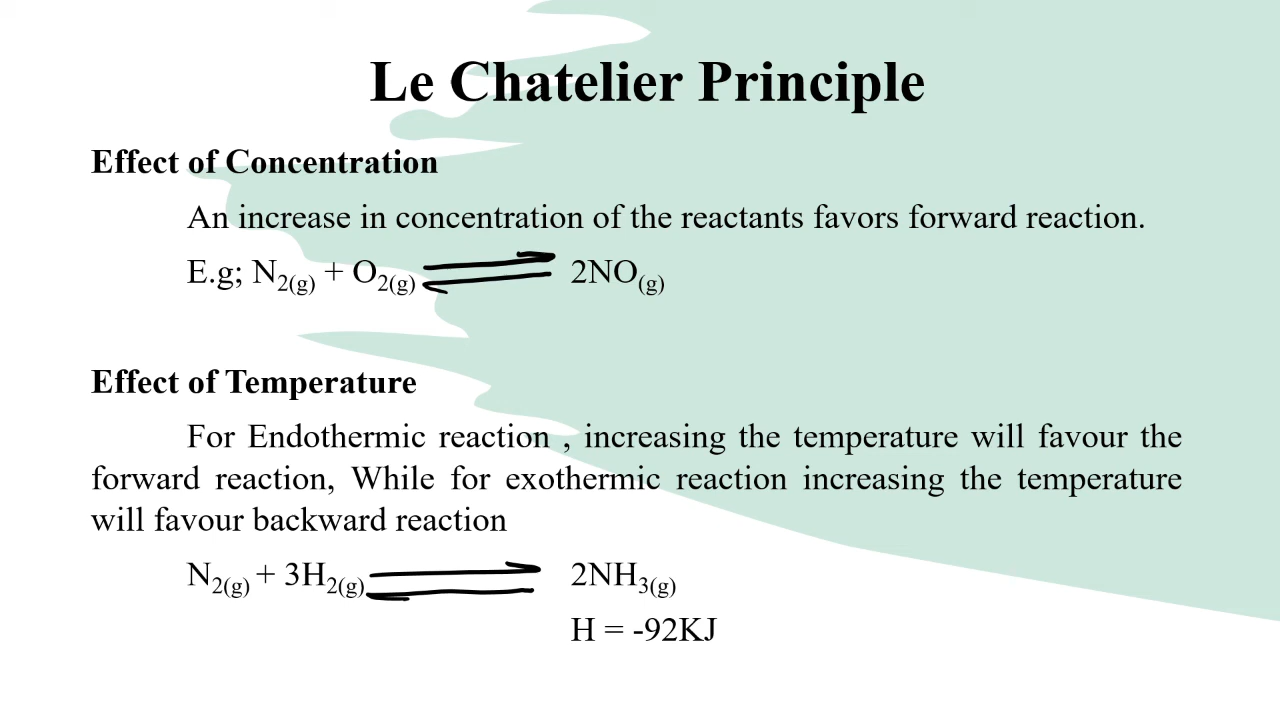 Le Chatelier Principle
Effect of Concentration
An increase in concentration of the reactants favors forward reaction.
E.g; N2(g) + O2(g) ⇌ 2NO(g)
Effect of Temperature
For Endothermic reaction , increasing the temperature will favour the
forward reaction, While for exothermic reaction increasing the temperature
will favour backward reaction
N2(g) + 3H2(g) ⇌ 2NH3(g)
H = -92KJ